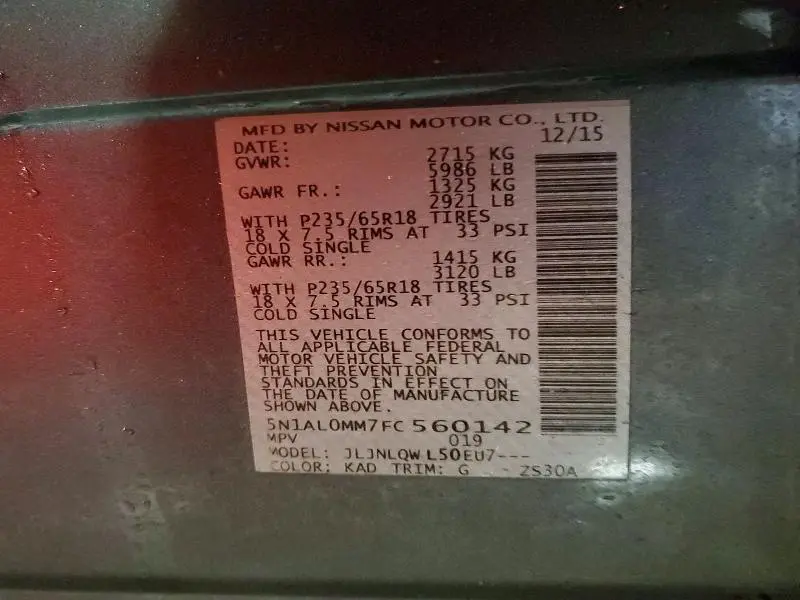 MFD BY NISSAN MOTOR CO., LTD.
DATE: 12/15
GVWR: 2715 KG
5986 LB
GAWR FR.: 1325 KG
2921 LB
WITH P235/65R18 TIRES
18 X 7.5 RIMS AT 33 PSI
COLD SINGLE
GAWR RR.: 1415 KG
3120 LB
WITH P235/65R18 TIRES
18 X 7.5 RIMS AT 33 PSI
COLD SINGLE
THIS VEHICLE CONFORMS TO
ALL APPLICABLE FEDERAL
MOTOR VEHICLE SAFETY AND
THEFT PREVENTION
STANDARDS IN EFFECT ON
THE DATE OF MANUFACTURE
SHOWN ABOVE.
5N1AL0MM7FC560142
MPV 019
MODEL: JLJNLQWL50EU7---
COLOR: KAD TRIM: G - ZS30A